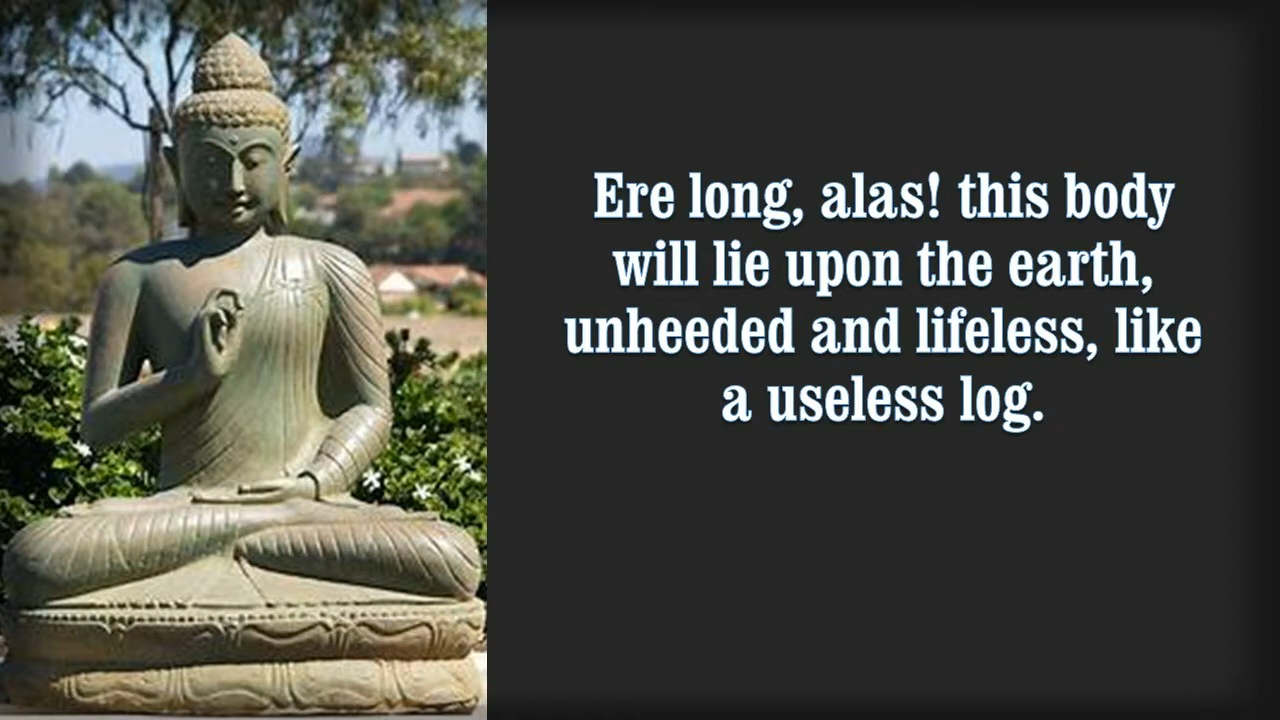 Ere long, alas! this body
will lie upon the earth,
unheeded and lifeless, like
a useless log.